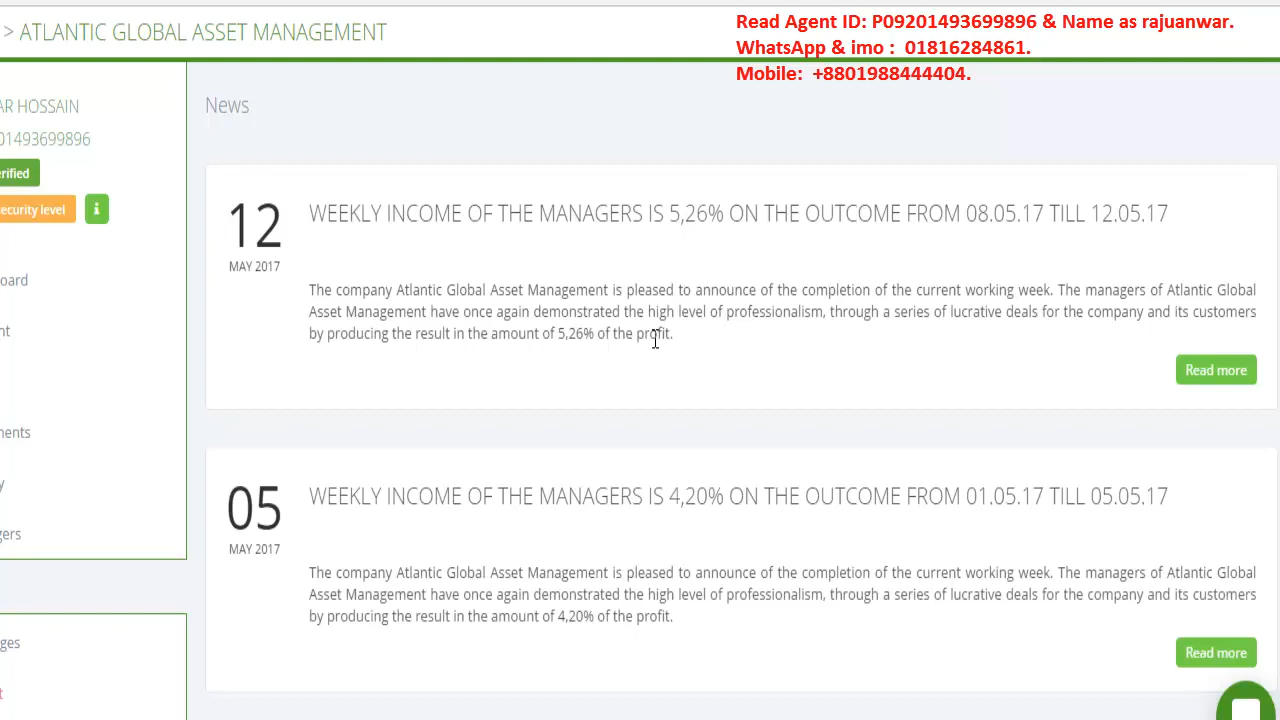 > ATLANTIC GLOBAL ASSET MANAGEMENT
Read Agent ID: P09201493699896 & Name as rajuanwar.
WhatsApp & imo : 01816284861.
Mobile: +8801988444404.
AR HOSSAIN
01493699896
erified
ecurity level
i
oard
nt
ments
y
gers
ges
t
News
12
MAY 2017
WEEKLY INCOME OF THE MANAGERS IS 5,26% ON THE OUTCOME FROM 08.05.17 TILL 12.05.17
The company Atlantic Global Asset Management is pleased to announce of the completion of the current working week. The managers of Atlantic Global
Asset Management have once again demonstrated the high level of professionalism, through a series of lucrative deals for the company and its customers
by producing the result in the amount of 5,26% of the profit.
Read more
05
MAY 2017
WEEKLY INCOME OF THE MANAGERS IS 4,20% ON THE OUTCOME FROM 01.05.17 TILL 05.05.17
The company Atlantic Global Asset Management is pleased to announce of the completion of the current working week. The managers of Atlantic Global
Asset Management have once again demonstrated the high level of professionalism, through a series of lucrative deals for the company and its customers
by producing the result in the amount of 4,20% of the profit.
Read more